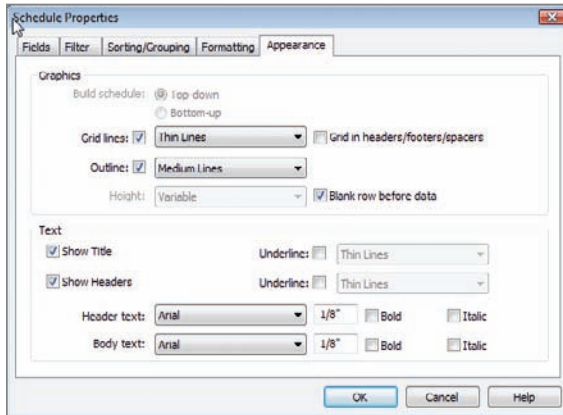 Schedule Properties
Fields Filter Sorting/Grouping Formatting Appearance
Graphics
Build schedule: Top-down
Bottom-up
Grid lines: Thin Lines Grid in headers/footers/spacers
Outline: Medium Lines
Height: Variable Blank row before data
Text
Show Title Underline: Thin Lines
Show Headers Underline: Thin Lines
Header text: Arial 1/8" Bold Italic
Body text: Arial 1/8" Bold Italic
OK Cancel Help